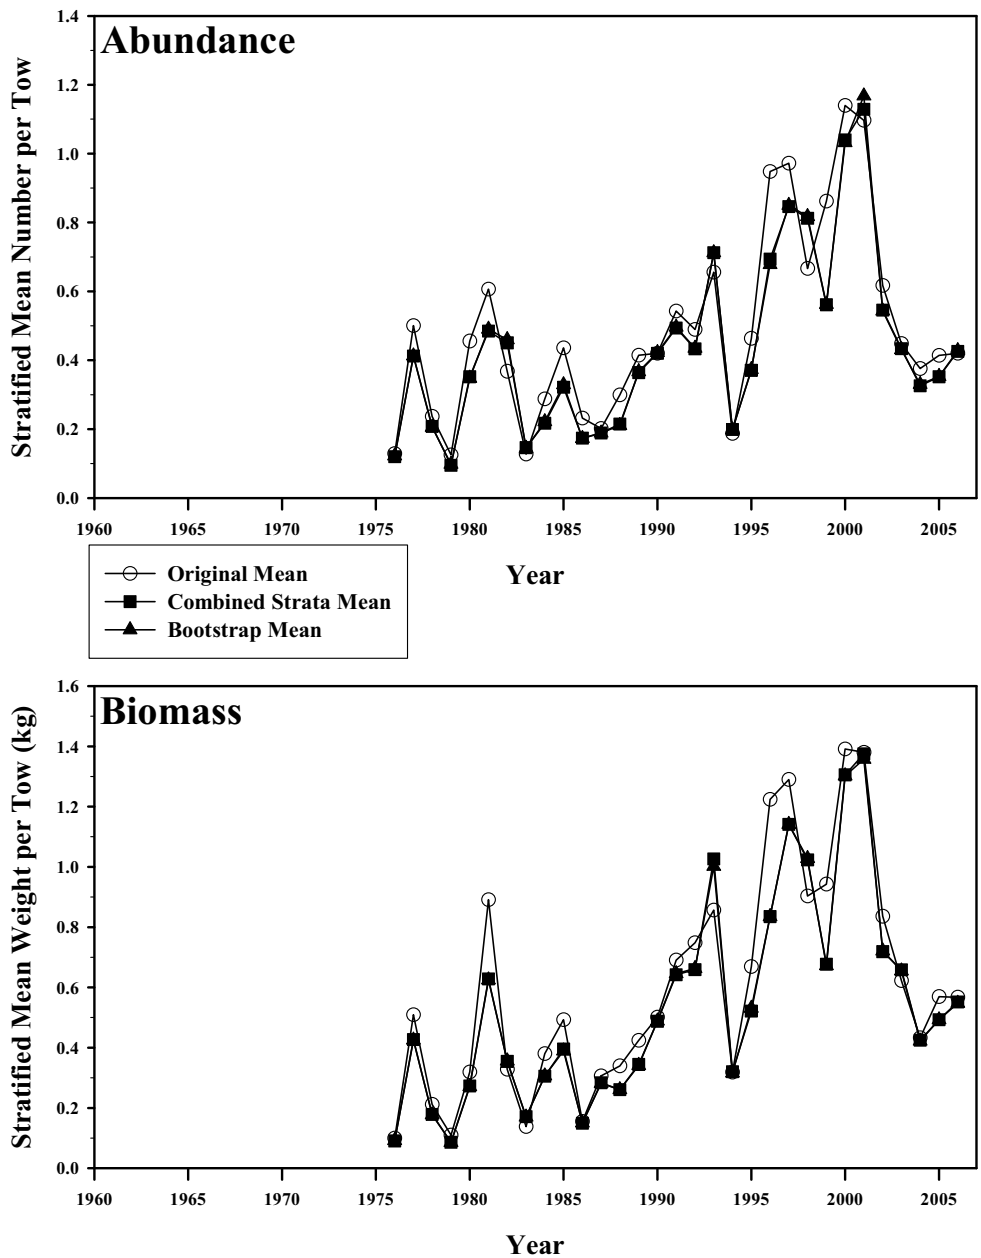 Abundance
Stratified Mean Number per Tow
1.4
1.2
1.0
0.8
0.6
0.4
0.2
0.0
1960 1965 1970 1975 1980 1985 1990 1995 2000 2005
Year
Original Mean
Combined Strata Mean
Bootstrap Mean
Biomass
Stratified Mean Weight per Tow (kg)
1.6
1.4
1.2
1.0
0.8
0.6
0.4
0.2
0.0
1960 1965 1970 1975 1980 1985 1990 1995 2000 2005
Year